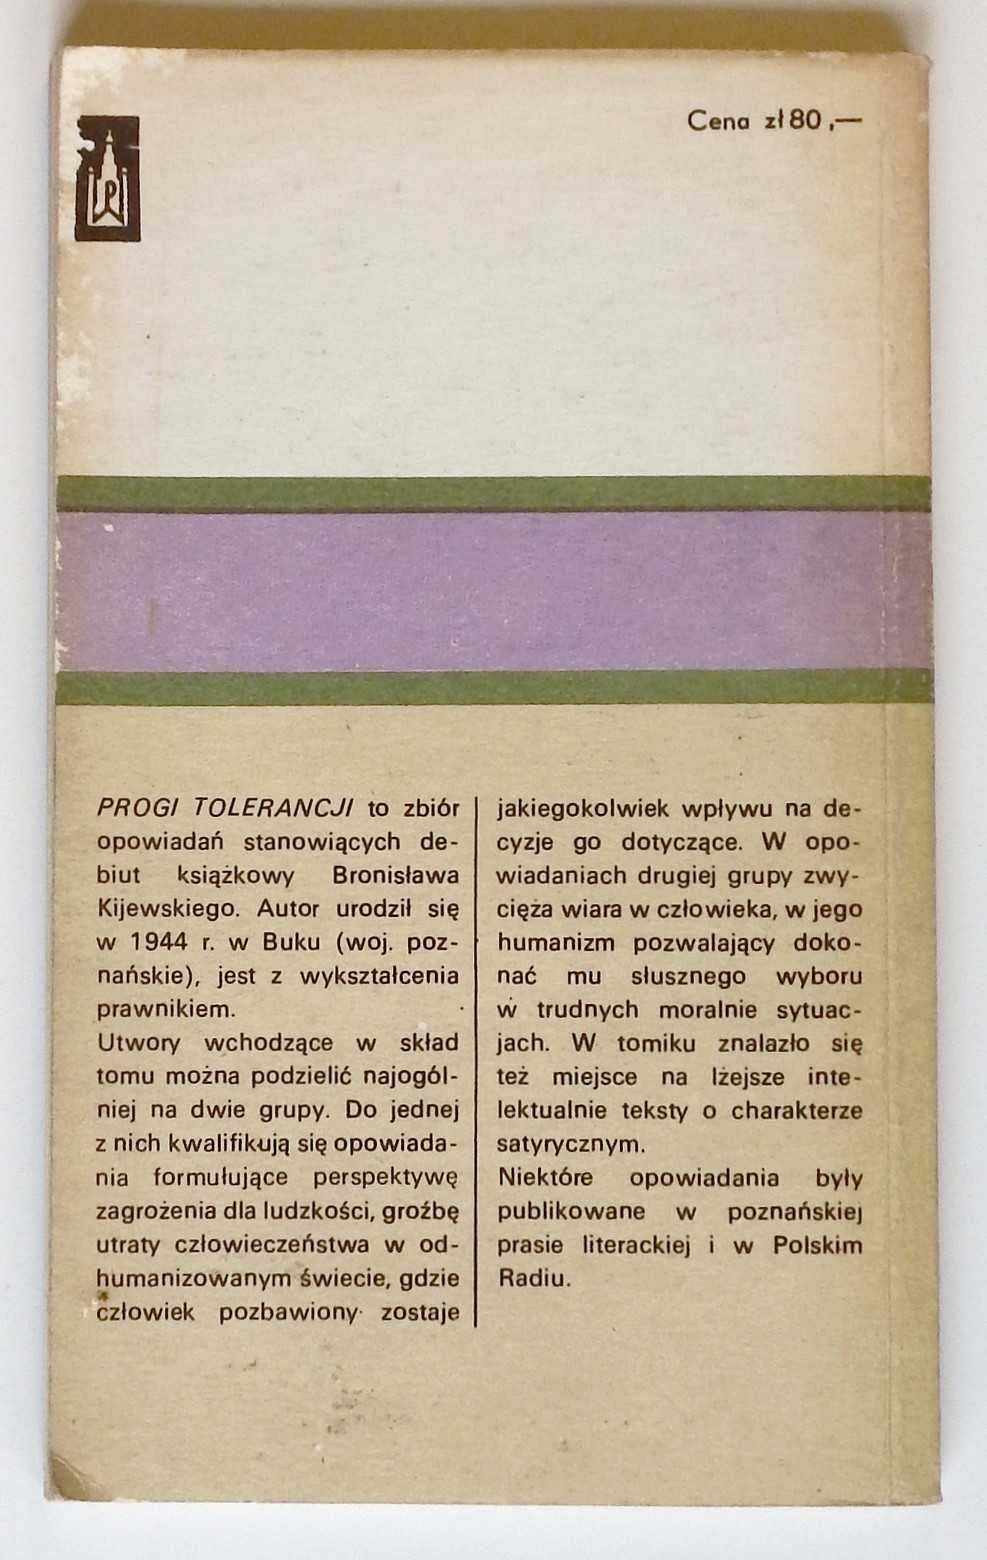 Cena zł 80,—
PROGI TOLERANCJI to zbiór
opowiadań stanowiących de-
biut książkowy Bronisława
Kijewskiego. Autor urodził się
w 1944 r. w Buku (woj. poz-
nańskie), jest z wykształcenia
prawnikiem.
Utwory wchodzące w skład
tomu można podzielić najogól-
niej na dwie grupy. Do jednej
z nich kwalifikują się opowiada-
nia formułujące perspektywę
zagrożenia dla ludzkości, groźbę
utraty człowieczeństwa w od-
humanizowanym świecie, gdzie
człowiek pozbawiony zostaje
jakiegokolwiek wpływu na de-
cyzje go dotyczące. W opo-
wiadaniach drugiej grupy zwy-
cięża wiara w człowieka, w jego
humanizm pozwalający doko-
nać mu słusznego wyboru
w trudnych moralnie sytuac-
jach. W tomiku znalazło się
też miejsce na lżejsze inte-
lektualnie teksty o charakterze
satyrycznym.
Niektóre opowiadania były
publikowane w poznańskiej
prasie literackiej i w Polskim
Radiu.